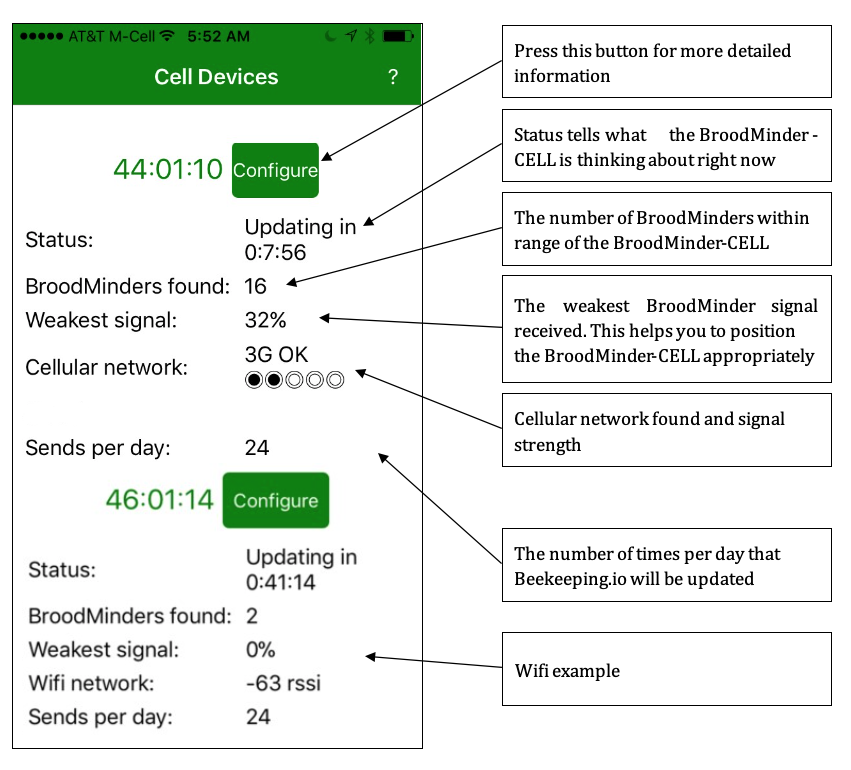 AT&T M-Cell 5:52 AM
Cell Devices ?
44:01:10 Configure
Status: Updating in
0:7:56
BroodMinders found: 16
Weakest signal: 32%
Cellular network: 3G OK
Sends per day: 24
46:01:14 Configure
Status: Updating in
0:41:14
BroodMinders found: 2
Weakest signal: 0%
Wifi network: -63 rssi
Sends per day: 24
Press this button for more detailed
information
Status tells what the BroodMinder -
CELL is thinking about right now
The number of BroodMinders within
range of the BroodMinder-CELL
The weakest BroodMinder signal
received. This helps you to position
the BroodMinder-CELL appropriately
Cellular network found and signal
strength
The number of times per day that
Beekeeping.io will be updated
Wifi example